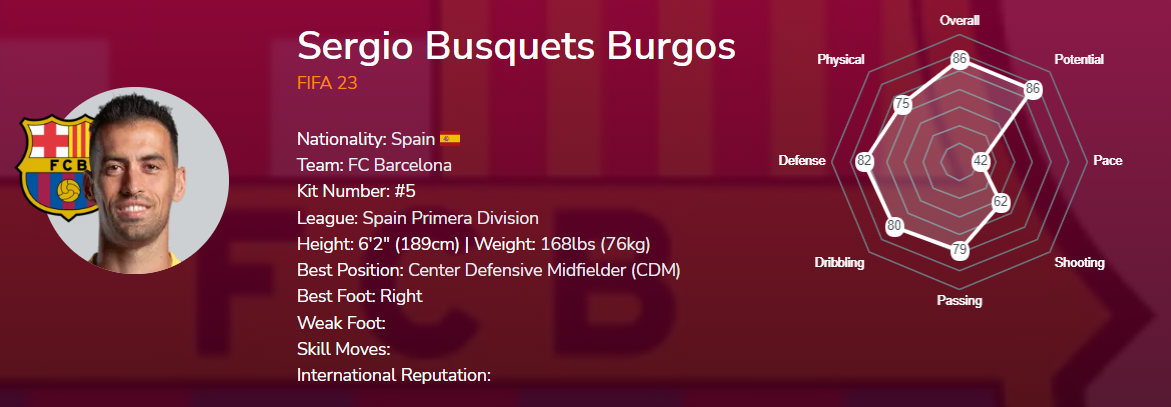 Sergio Busquets Burgos
FIFA 23
Nationality: Spain
Team: FC Barcelona
Kit Number: #5
League: Spain Primera Division
Height: 6'2" (189cm) | Weight: 168lbs (76kg)
Best Position: Center Defensive Midfielder (CDM)
Best Foot: Right
Weak Foot:
Skill Moves:
International Reputation:
FCB
FCB
Overall
86
Potential
86
Pace
42
Shooting
62
Passing
79
Dribbling
80
Defense
82
Physical
75